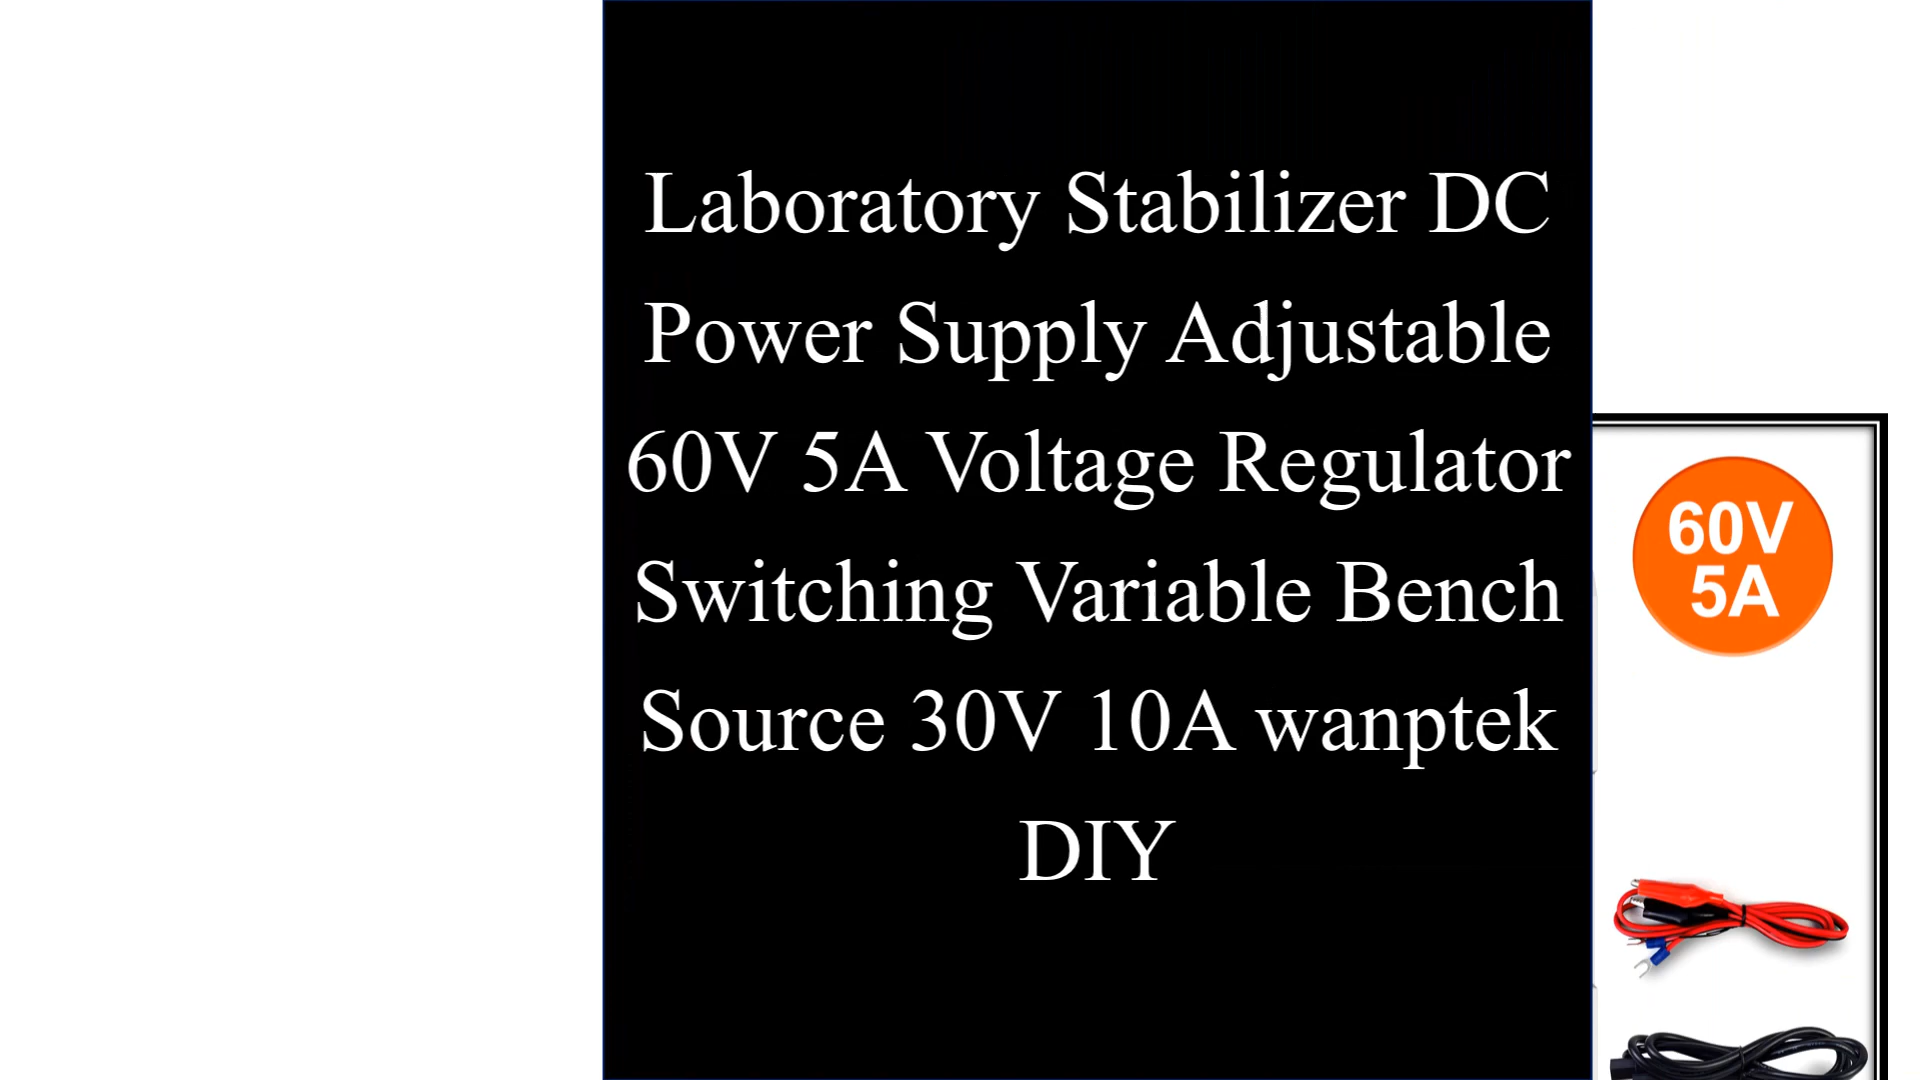 Laboratory Stabilizer DC
Power Supply Adjustable
60V 5A Voltage Regulator
Switching Variable Bench
Source 30V 10A wanptek
DIY
60V
5A